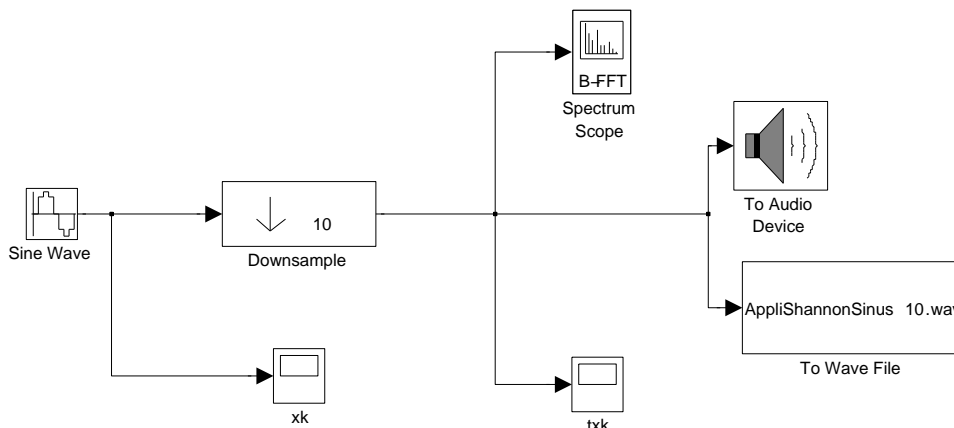 B-FFT
Spectrum
Scope
To Audio
Device
Sine Wave
10
Downsample
AppliShannonSinus 10.wav
To Wave File
xk
txk